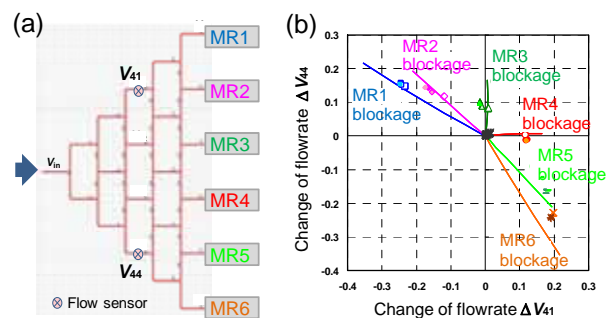 (a)
MR1
V41
MR2
MR3
Vin
MR4
MR5
V44
Flow sensor
MR6
(b)
Change of flowrate ΔV44
0.4
0.3
0.2
0.1
0
-0.1
-0.2
-0.3
-0.4
MR2
blockage
MR3
blockage
MR1
blockage
MR4
blockage
MR5
blockage
MR6
blockage
-0.3 -0.2 -0.1 0 0.1 0.2 0.3
Change of flowrate ΔV41